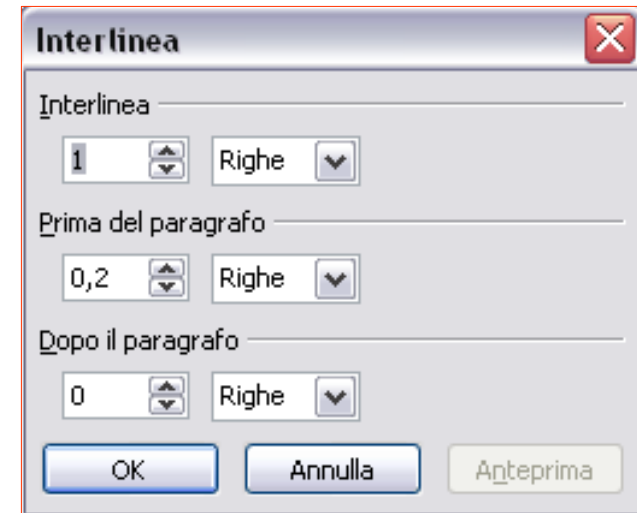 Interlinea
Interlinea
1 Righe
Prima del paragrafo
0,2 Righe
Dopo il paragrafo
0 Righe
OK Annulla Anteprima